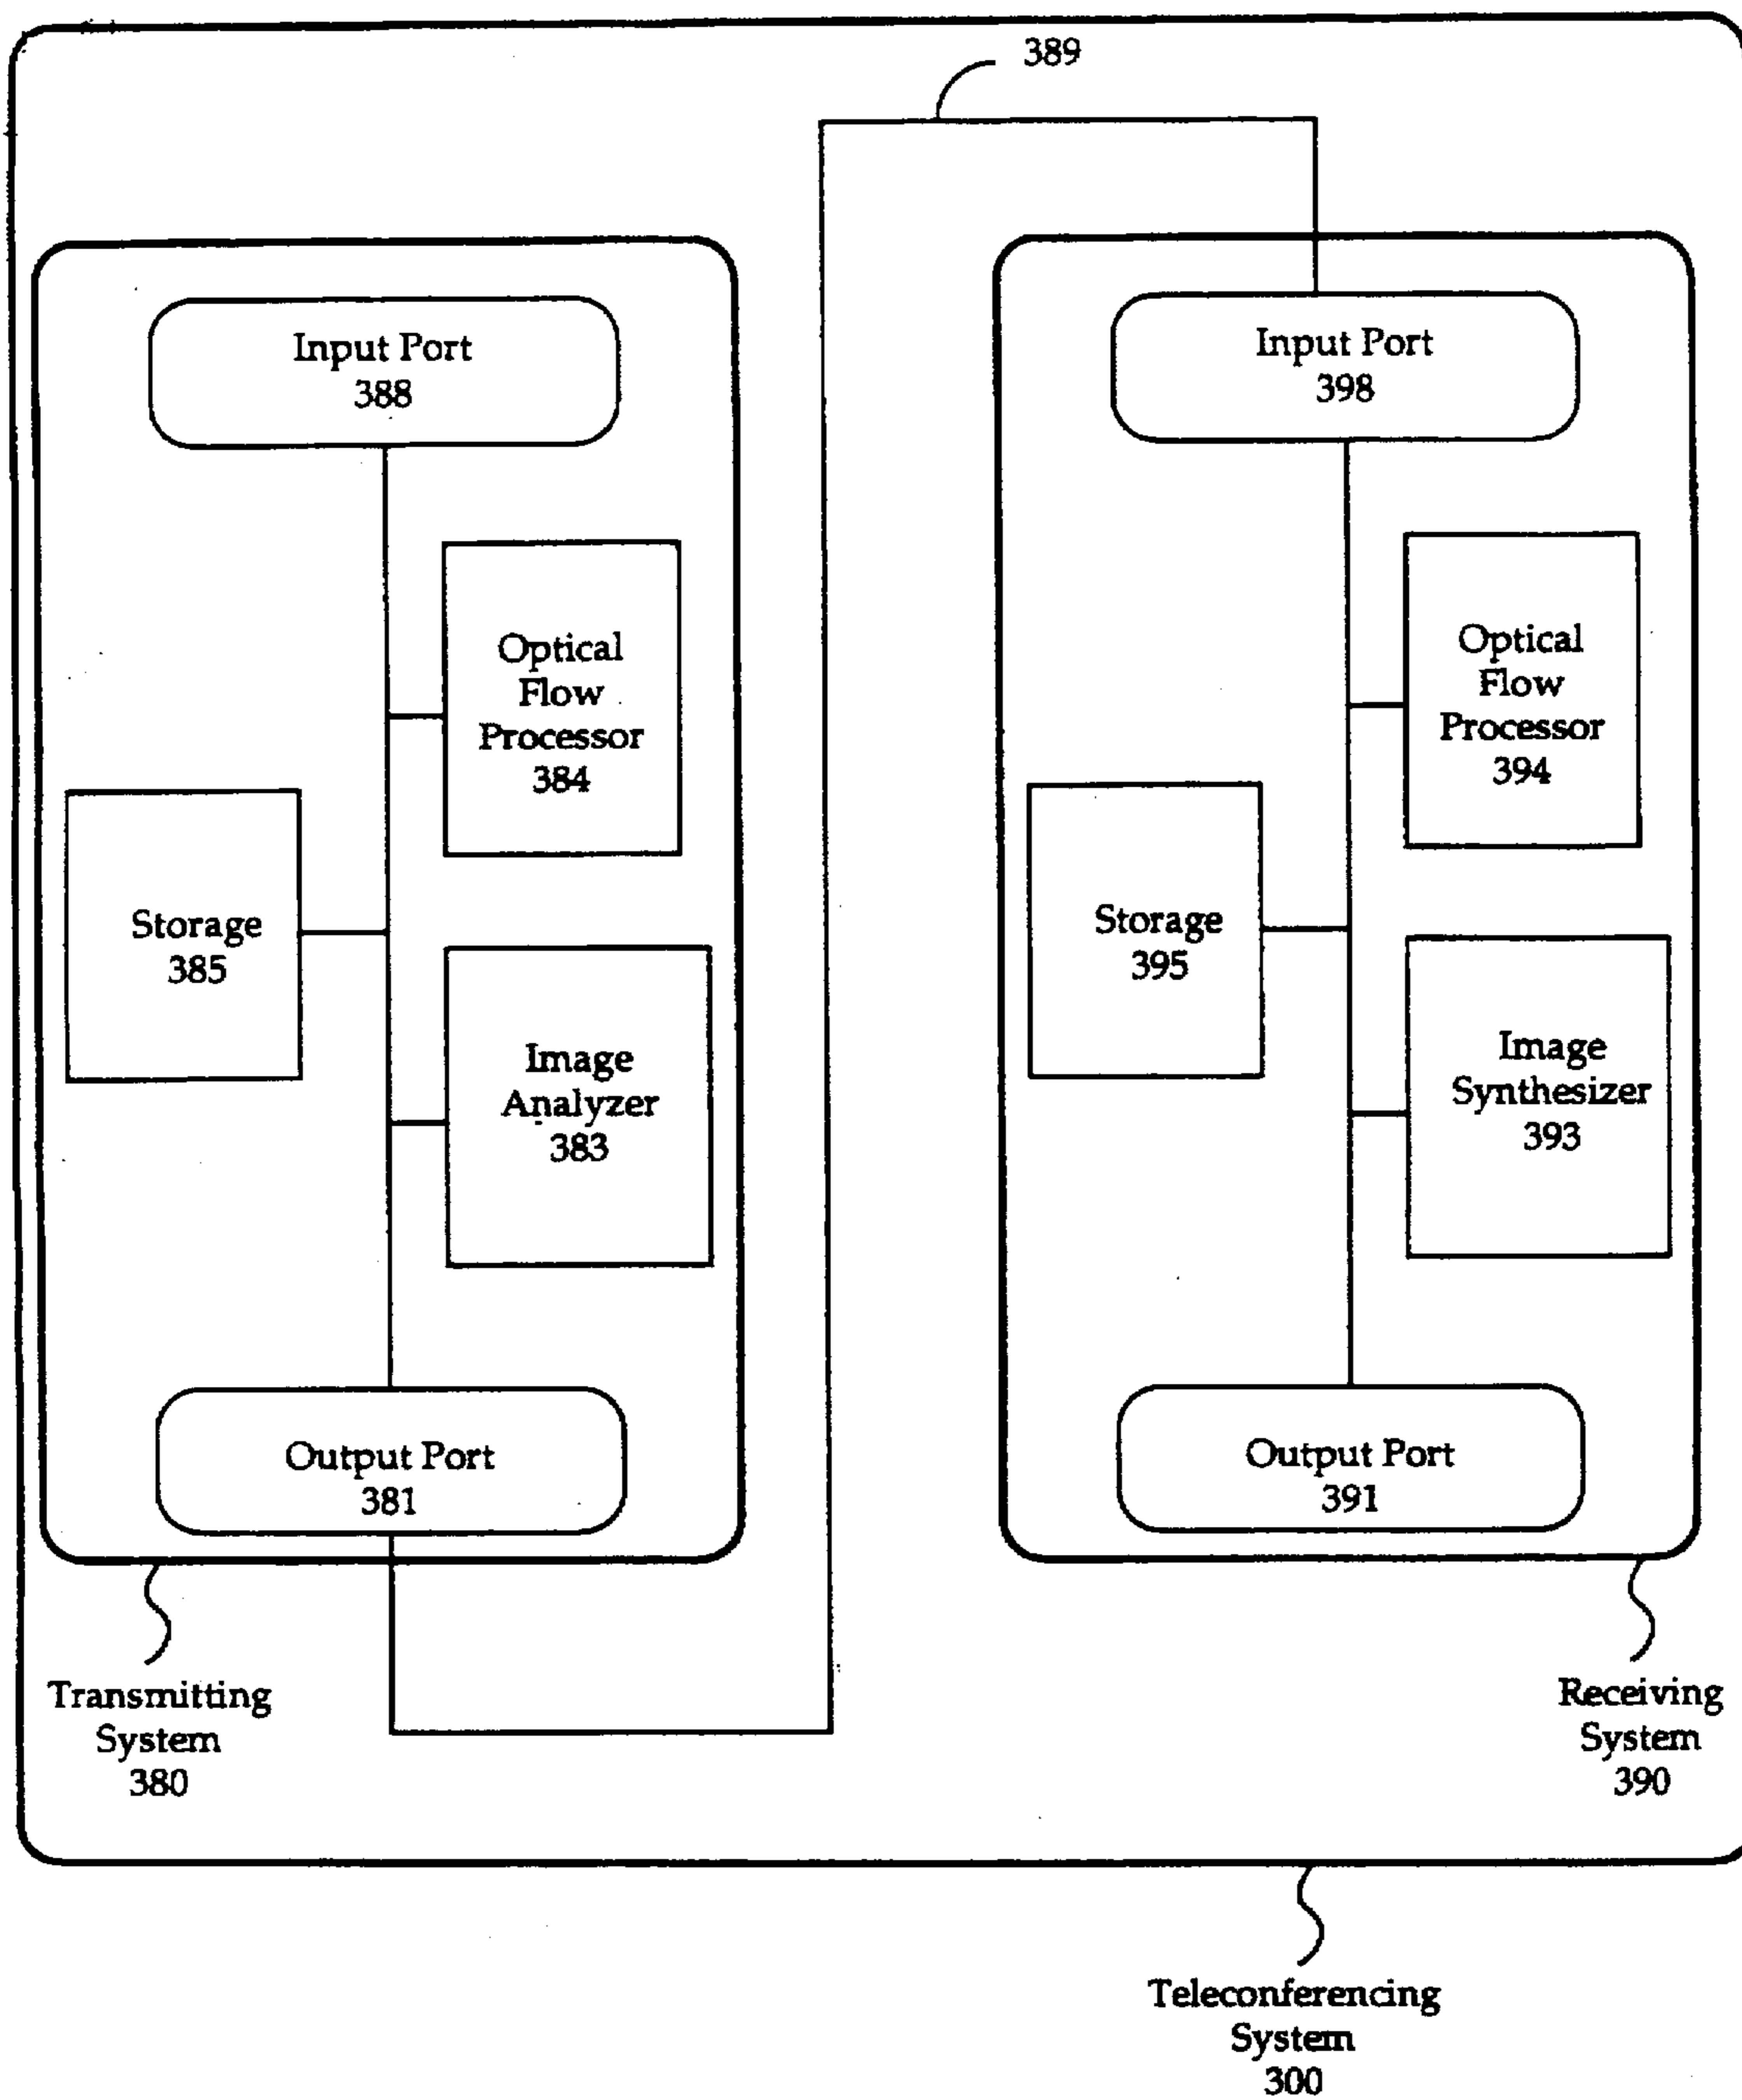 389
Input Port
388
Optical
Flow
Processor
384
Storage
385
Image
Analyzer
383
Output Port
381
Transmitting
System
380
Input Port
398
Optical
Flow
Processor
394
Storage
395
Image
Synthesizer
393
Output Port
391
Receiving
System
390
Teleconferencing
System
300